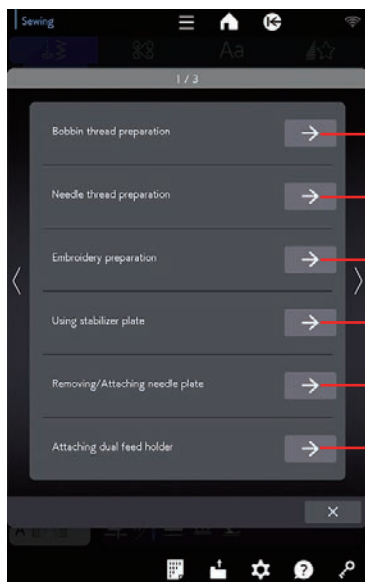 Sewing
Aa
1 / 3
Bobbin thread preparation
Needle thread preparation
Embroidery preparation
Using stabilizer plate
Removing/Attaching needle plate
Attaching dual feed holder